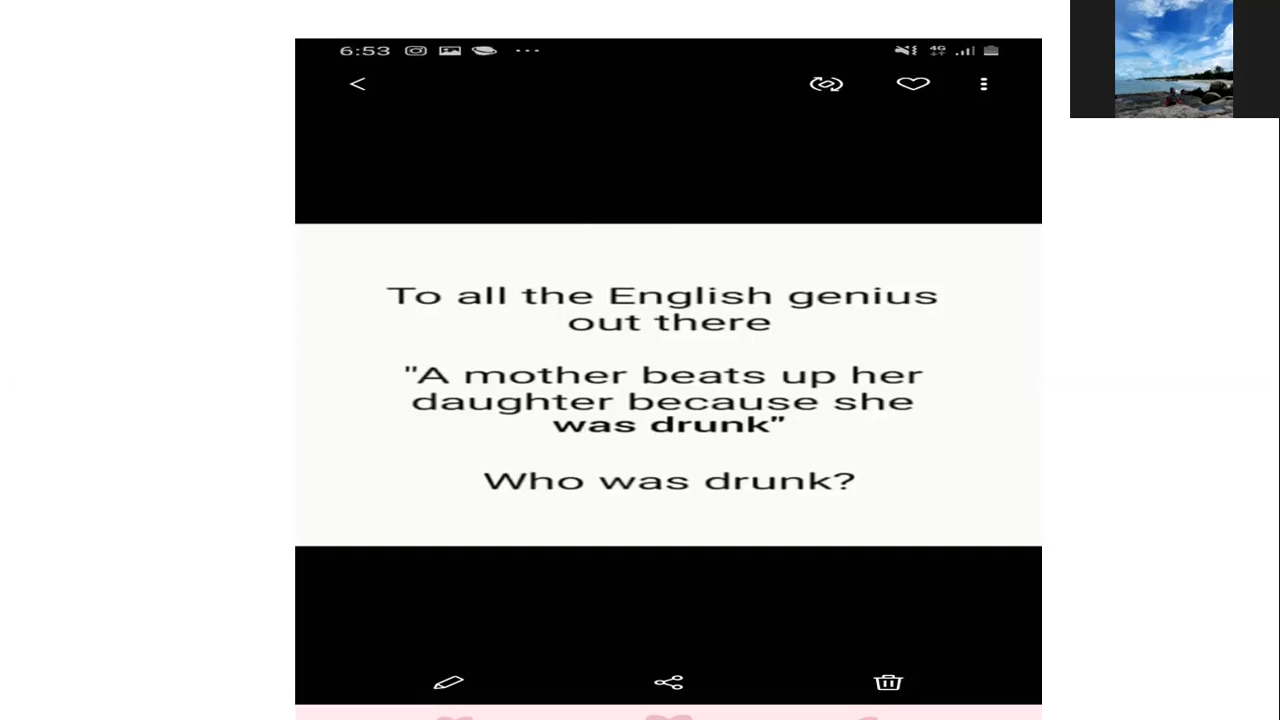 6:53
4G
To all the English genius
out there
"A mother beats up her
daughter because she
was drunk"
Who was drunk?